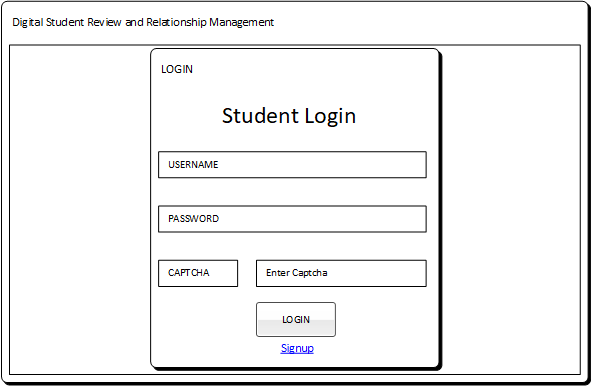 Digital Student Review and Relationship Management
LOGIN
Student Login
USERNAME
PASSWORD
CAPTCHA Enter Captcha
LOGIN
Signup